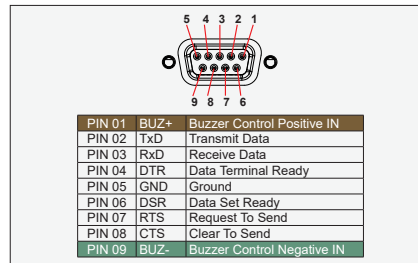 5 4 3 2 1
9 8 7 6
PIN 01 BUZ+ Buzzer Control Positive IN
PIN 02 TxD Transmit Data
PIN 03 RxD Receive Data
PIN 04 DTR Data Terminal Ready
PIN 05 GND Ground
PIN 06 DSR Data Set Ready
PIN 07 RTS Request To Send
PIN 08 CTS Clear To Send
PIN 09 BUZ- Buzzer Control Negative IN